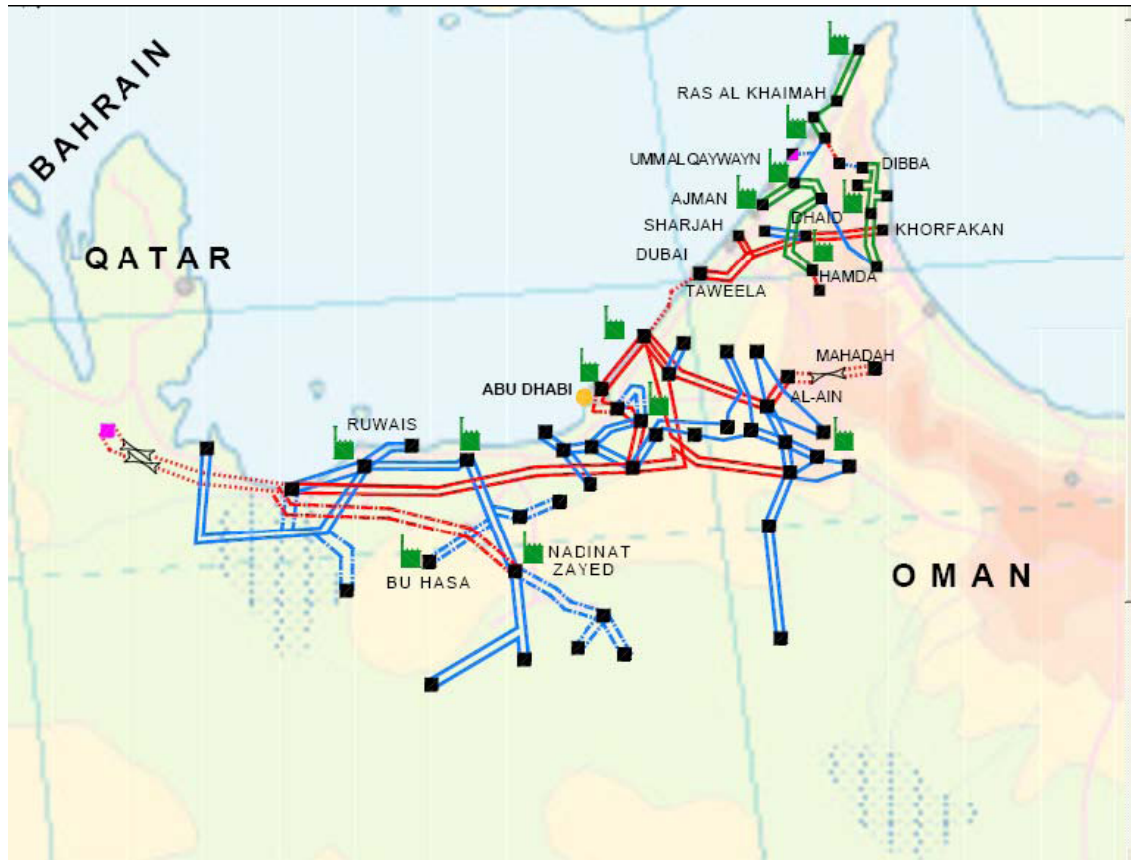 BAHRAIN
QATAR
RAS AL KHAIMAH
UMMALQAYWAYN
DIBBA
AJMAN
DHAID
SHARJAH
KHORFAKAN
DUBAI
HAMDA
TAWEELA
MAHADAH
ABU DHABI
AL-AIN
RUWAIS
NADINAT
ZAYED
BU HASA
OMAN